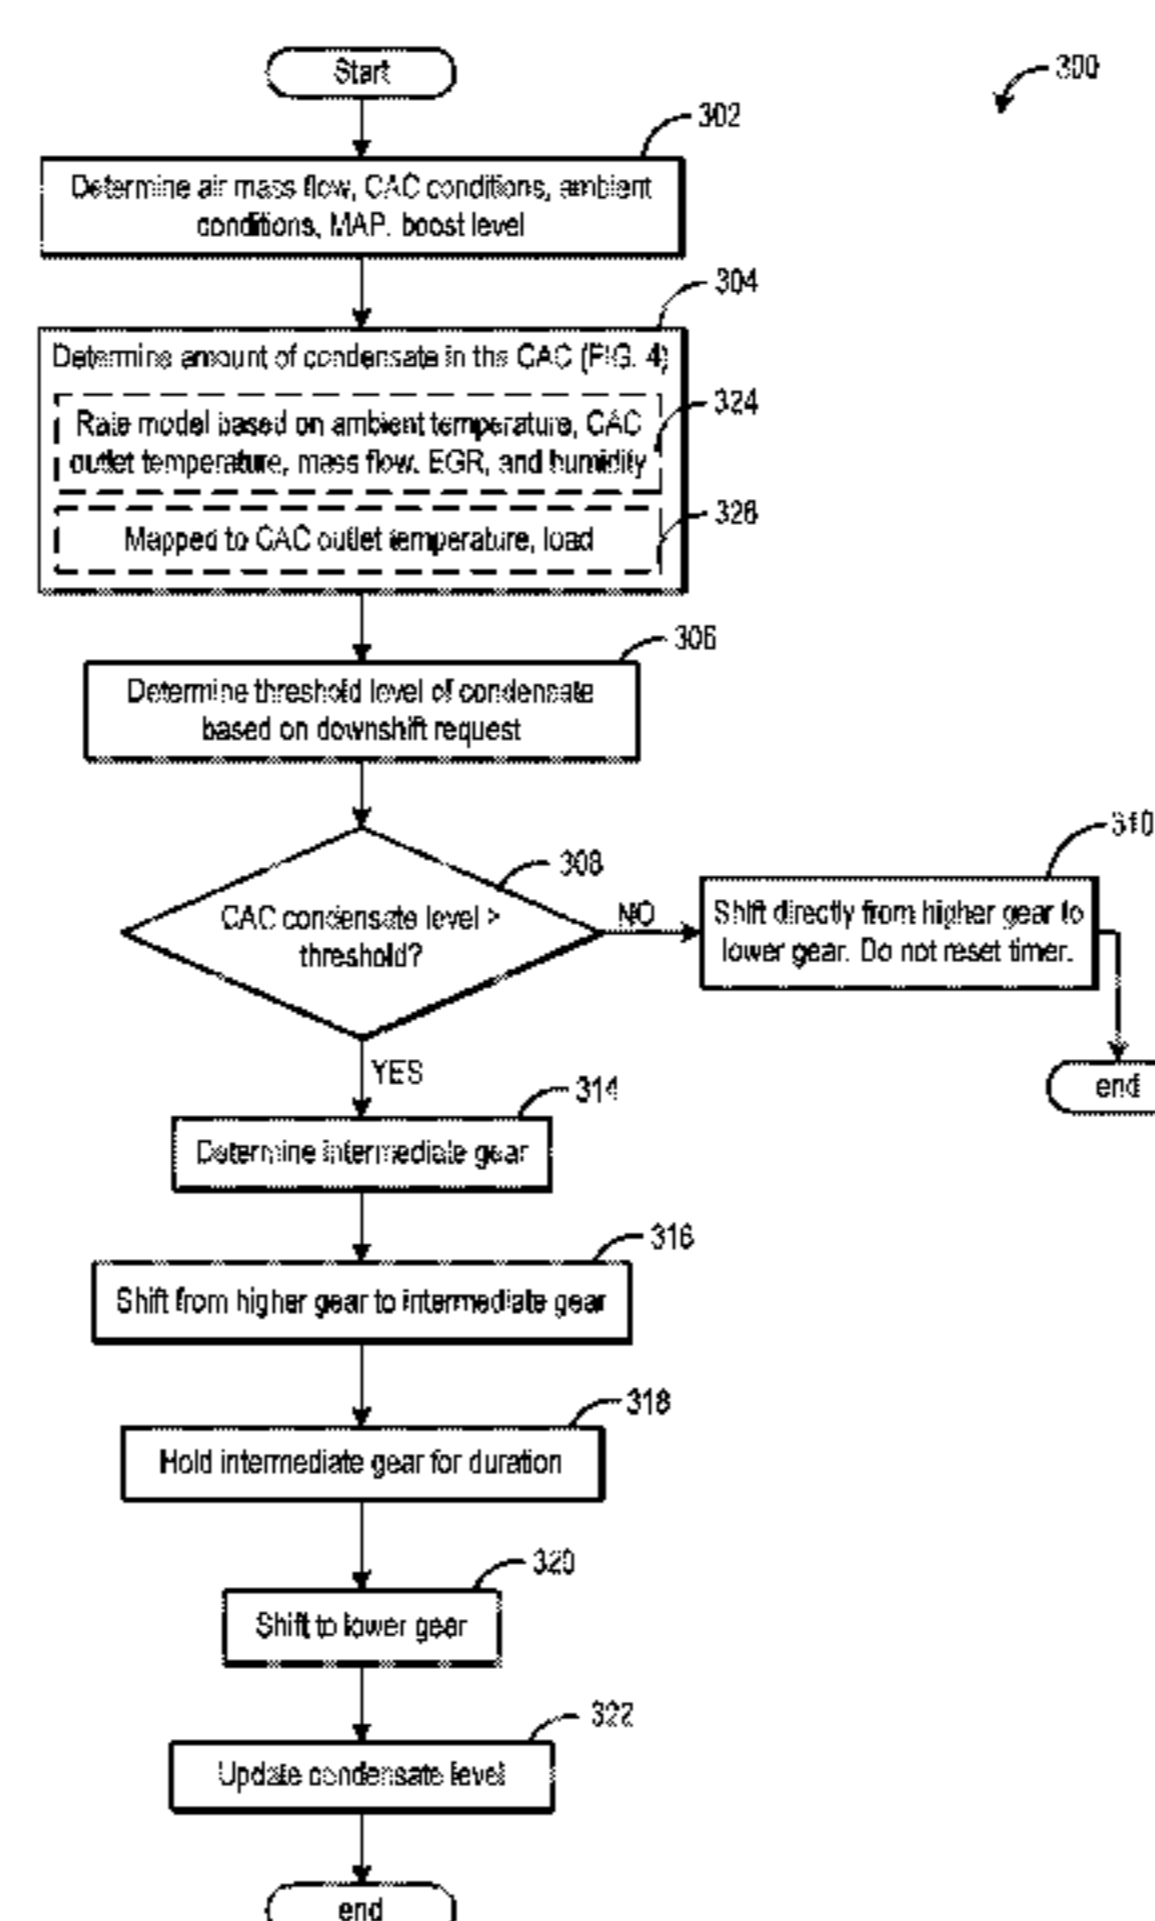 Start
300
302
Determine air mass flow, CAC conditions, ambient
conditions, MAP, boost level
304
Determine amount of condensate in the CAC (FIG. 4)
324
Rate model based on ambient temperature, CAC
outlet temperature, mass flow, EGR, and humidity
326
Mapped to CAC outlet temperature, load
306
Determine threshold level of condensate
based on downshift request
308
CAC condensate level >
threshold?
NO
310
Shift directly from higher gear to
lower gear. Do not reset timer.
end
YES
314
Determine intermediate gear
316
Shift from higher gear to intermediate gear
318
Hold intermediate gear for duration
320
Shift to lower gear
322
Update condensate level
end